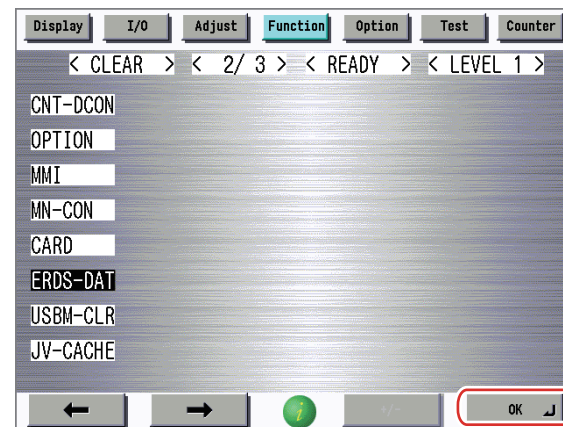 Display I/O Adjust Function Option Test Counter
< CLEAR > < 2/ 3 > < READY > < LEVEL 1 >
CNT-DCON
OPTION
MMI
MN-CON
CARD
ERDS-DAT
USBM-CLR
JV-CACHE
+/- OK